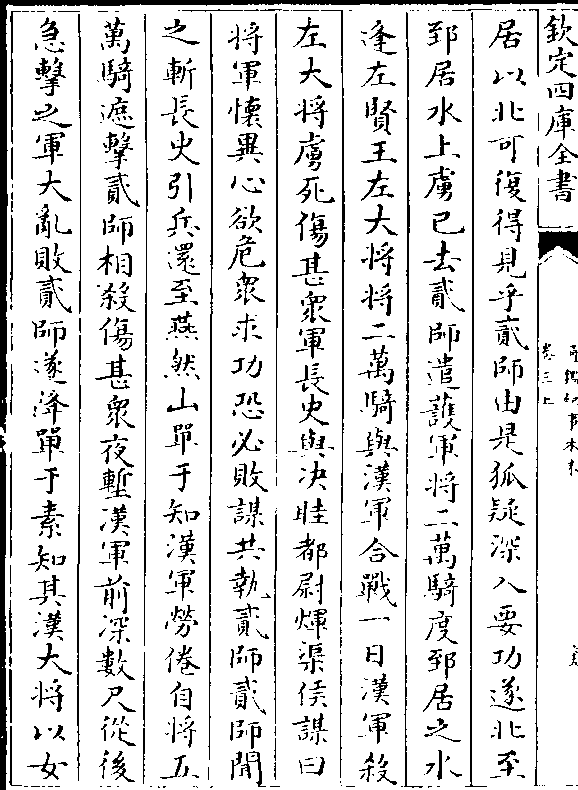 欽定四庫全書
卷三上
居以北可復得見乎貳師由是狐疑深入要功遂北至
郅居水上虜已去貳師遣護軍將二萬騎度郅居之水
逢左賢王左大将將二萬騎與漢軍合戰一日漢軍殺
左大将虜死傷甚衆軍長史與决眭都尉煇渠侯謀曰
将軍懐異心欲危衆求功恐必敗謀共執貳師貳師聞
之斬長史引兵還至燕然山單于知漢軍勞倦自將五
萬騎遮擊貳師相殺傷甚衆夜塹漢軍前深數尺從後
急擊之軍大亂敗貳師遂降單于素知其漢大将以女